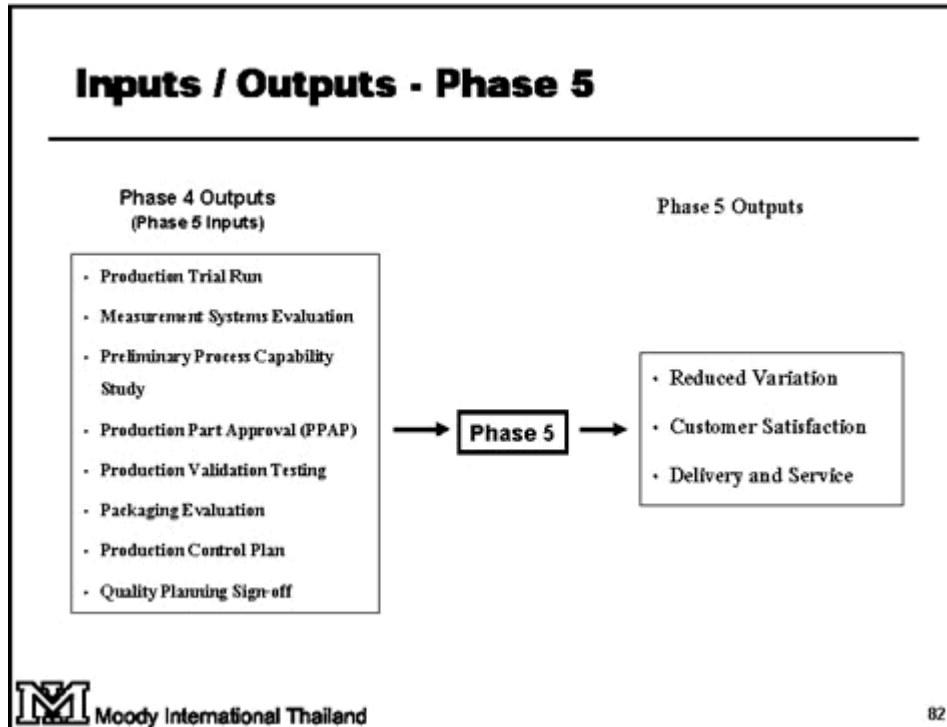 Inputs / Outputs - Phase 5
Phase 4 Outputs
(Phase 5 Inputs)
• Production Trial Run
• Measurement Systems Evaluation
• Preliminary Process Capability
Study
• Production Part Approval (PPAP)
• Production Validation Testing
• Packaging Evaluation
• Production Control Plan
• Quality Planning Sign-off
Phase 5
Phase 5 Outputs
• Reduced Variation
• Customer Satisfaction
• Delivery and Service
Moody International Thailand
82